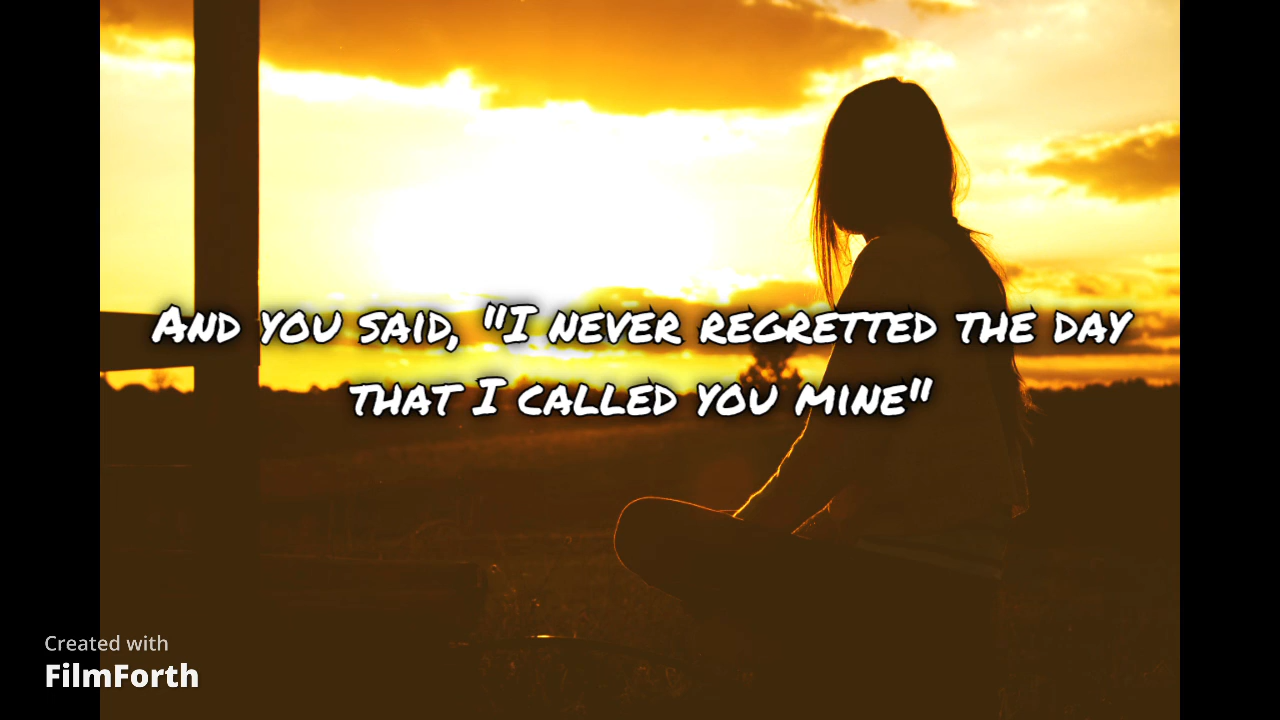 And you said, "I never regretted the day
that I called you mine"
Created with
FilmForth